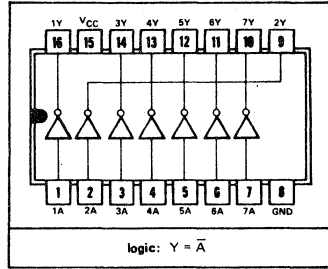 1Y VCC 3Y 4Y 5Y 6Y 7Y 2Y
16 15 14 13 12 11 10 9
1 2 3 4 5 6 7 8
1A 2A 3A 4A 5A 6A 7A GND
logic: Y = A̅